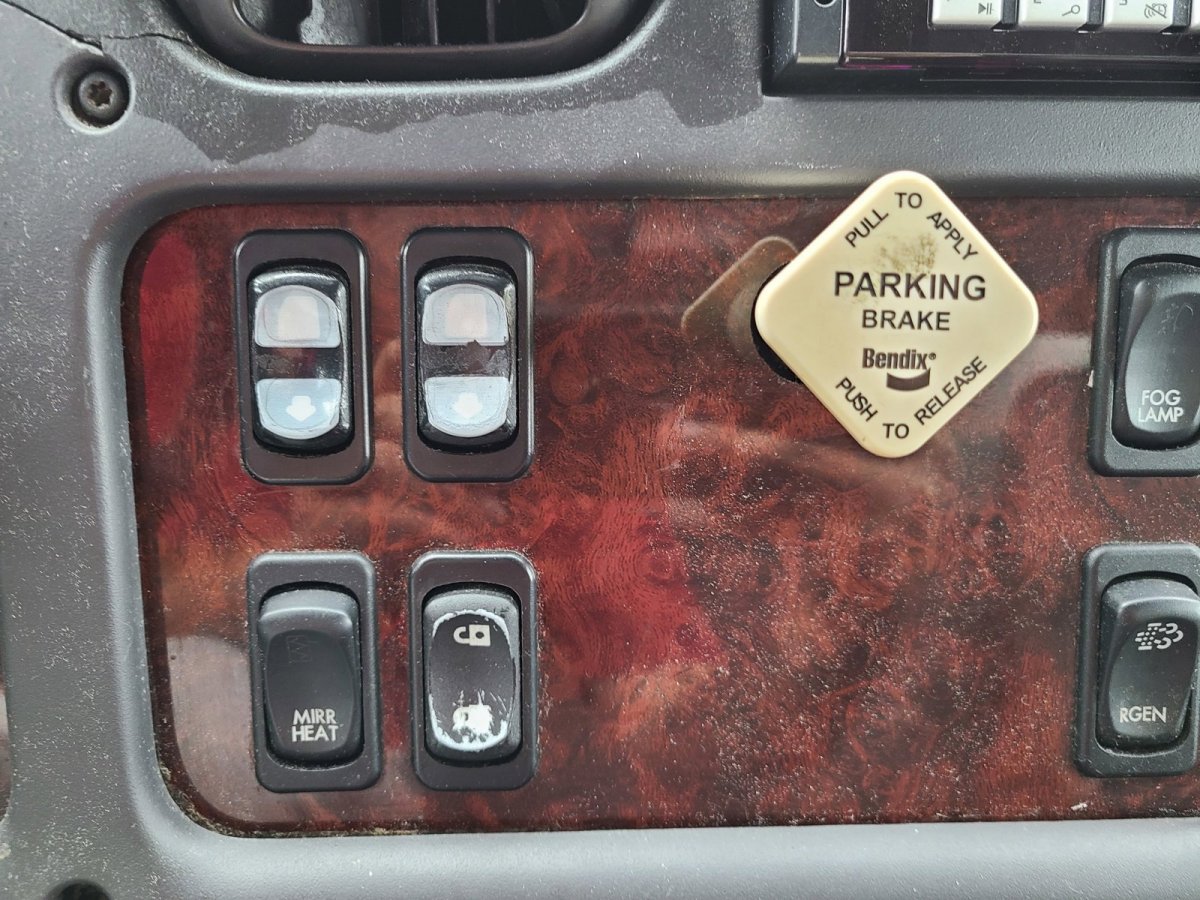 PULL TO APPLY
PARKING
BRAKE
Bendix®
PUSH TO RELEASE
FOG
LAMP
MIRR
HEAT
RGEN